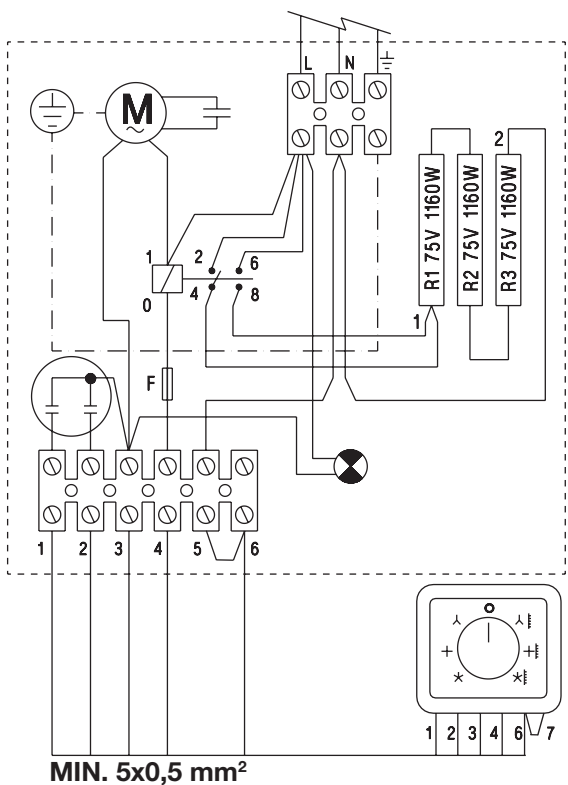 L N
M
~
2
R1 75V 1160W
R2 75V 1160W
R3 75V 1160W
1 2 6
0 4 8
1
F
1 2 3 4 5 6
1 2 3 4 6 7
MIN. 5x0,5 mm²